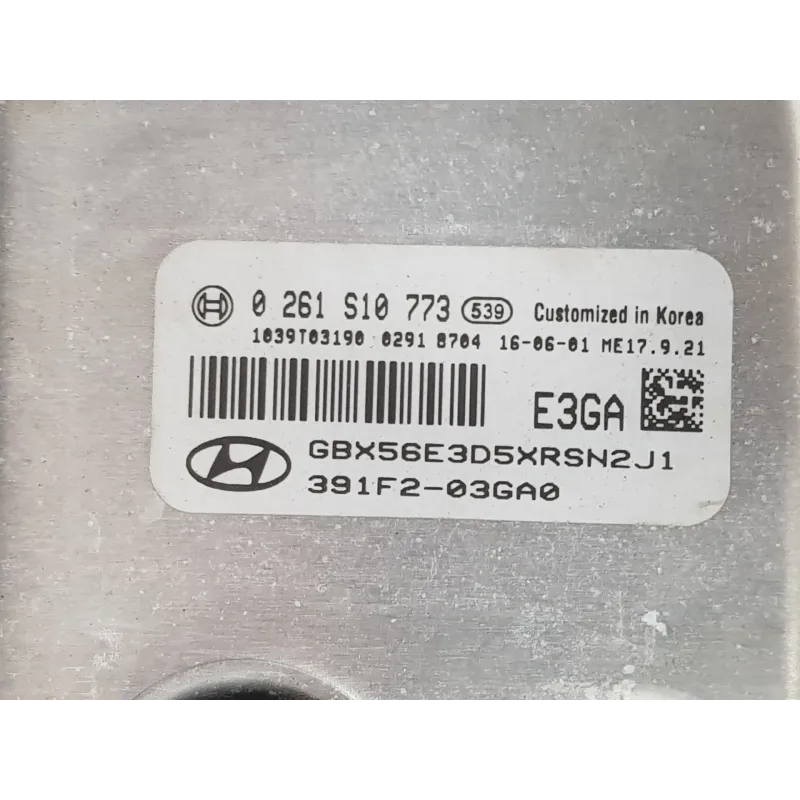 0 261 S10 773 539 Customized in Korea
1039T03190 0291 8704 16-06-01 ME17.9.21
E3GA
GBX56E3D5XRSN2J1
391F2-03GA0